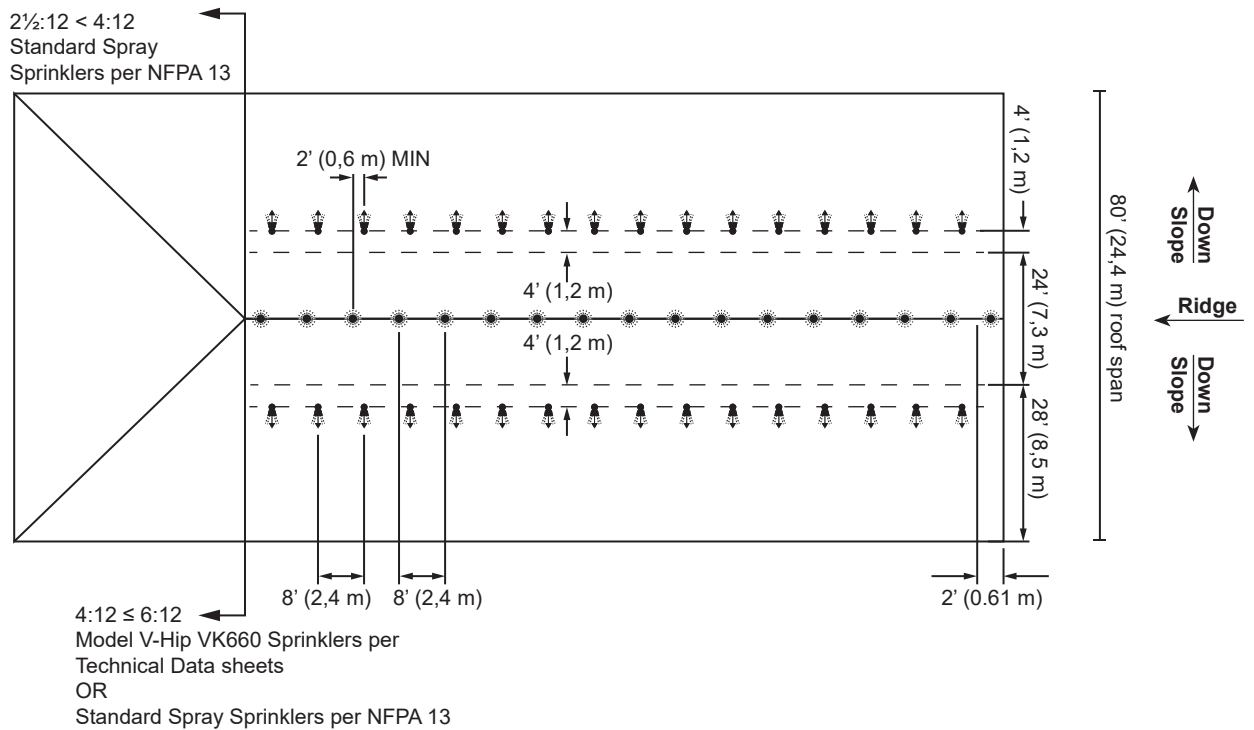 2½:12 < 4:12
Standard Spray
Sprinklers per NFPA 13
2’ (0,6 m) MIN
4’ (1,2 m)
4’ (1,2 m)
4’ (1,2 m)
24’ (7,3 m)
28’ (8,5 m)
80’ (24,4 m) roof span
Down
Slope
Ridge
Down
Slope
8’ (2,4 m)
8’ (2,4 m)
2’ (0.61 m)
4:12 ≤ 6:12
Model V-Hip VK660 Sprinklers per
Technical Data sheets
OR
Standard Spray Sprinklers per NFPA 13